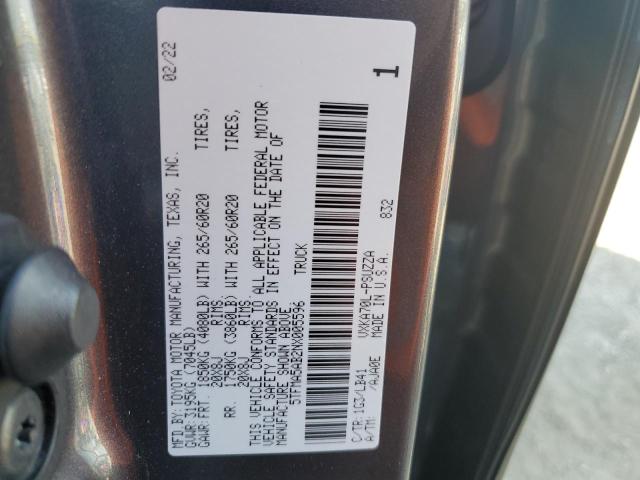 MFD. BY: TOYOTA MOTOR MANUFACTURING, TEXAS, INC. 02/22
GVWR: 3195KG (7045LB)
GAWR: FRT. 1850KG (4080LB) WITH 265/60R20 TIRES,
20X8J RIMS.
RR. 1750KG (3860LB) WITH 265/60R20 TIRES,
20X8J RIMS.
THIS VEHICLE CONFORMS TO ALL APPLICABLE FEDERAL MOTOR
VEHICLE SAFETY STANDARDS IN EFFECT ON THE DATE OF
MANUFACTURE SHOWN ABOVE.
5TFMA5AB2NX005596 TRUCK
1
C/TR: 1G3/LB41 VXKA70L-PSUZZA
A/TM: /AJA0E MADE IN U.S.A. 832